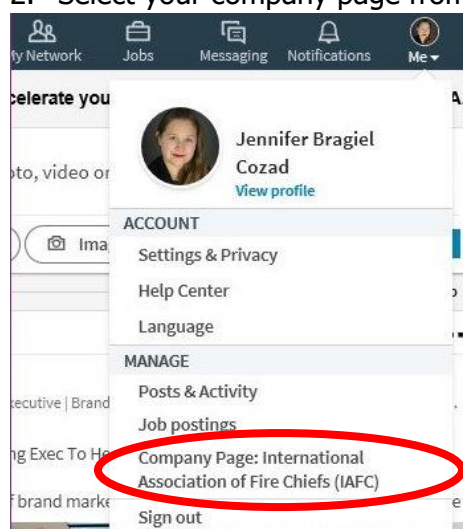 2. Select your company page from
My Network Jobs Messaging Notifications Me
celerate you
A
Jennifer Bragiel
Cozad
View profile
oto, video or
ACCOUNT
Ima
Settings & Privacy
Help Center
Language
MANAGE
Posts & Activity
xecutive | Brand
Job postings
ng Exec To He
Company Page: International
Association of Fire Chiefs (IAFC)
f brand marke
e
Sign out